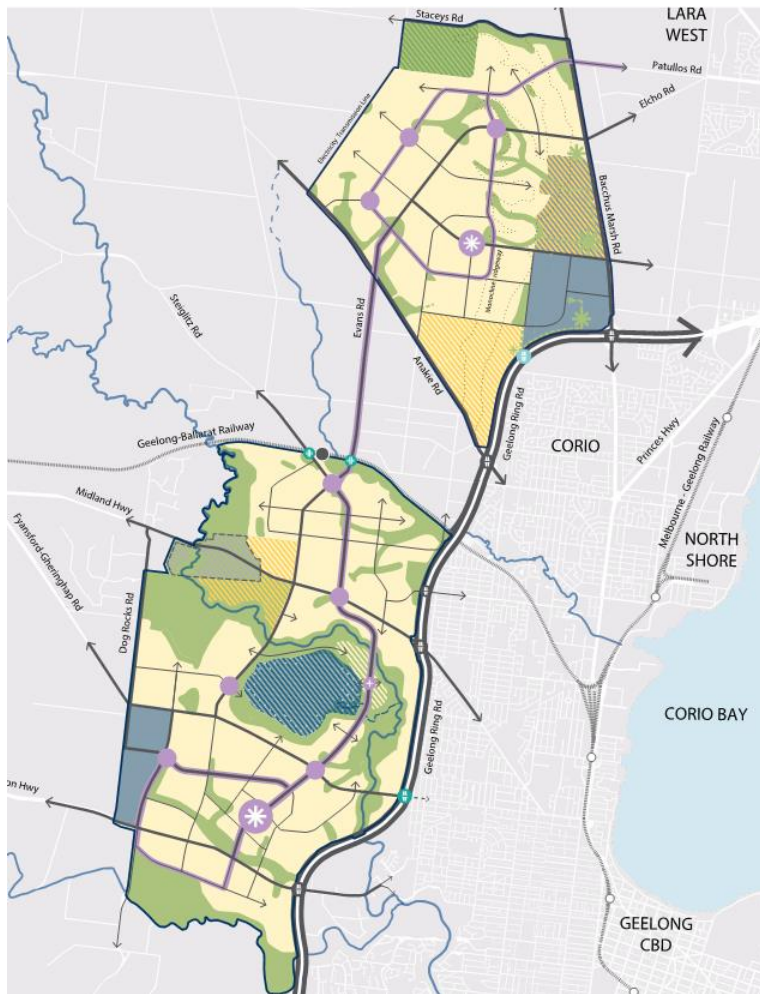 Staceys Rd
LARA
WEST
Patullos Rd
Elcho Rd
Electricity Transmission Line
Bacchus Marsh Rd
Steiglitz Rd
Evans Rd
Anakie Rd
Geelong Ring Rd
CORIO
Princes Hwy
Geelong-Ballarat Railway
Melbourne - Geelong Railway
Midland Hwy
NORTH
SHORE
Fyansford-Gheringhap Rd
Dog Rocks Rd
CORIO BAY
Geelong Ring Rd
on Hwy
GEELONG
CBD